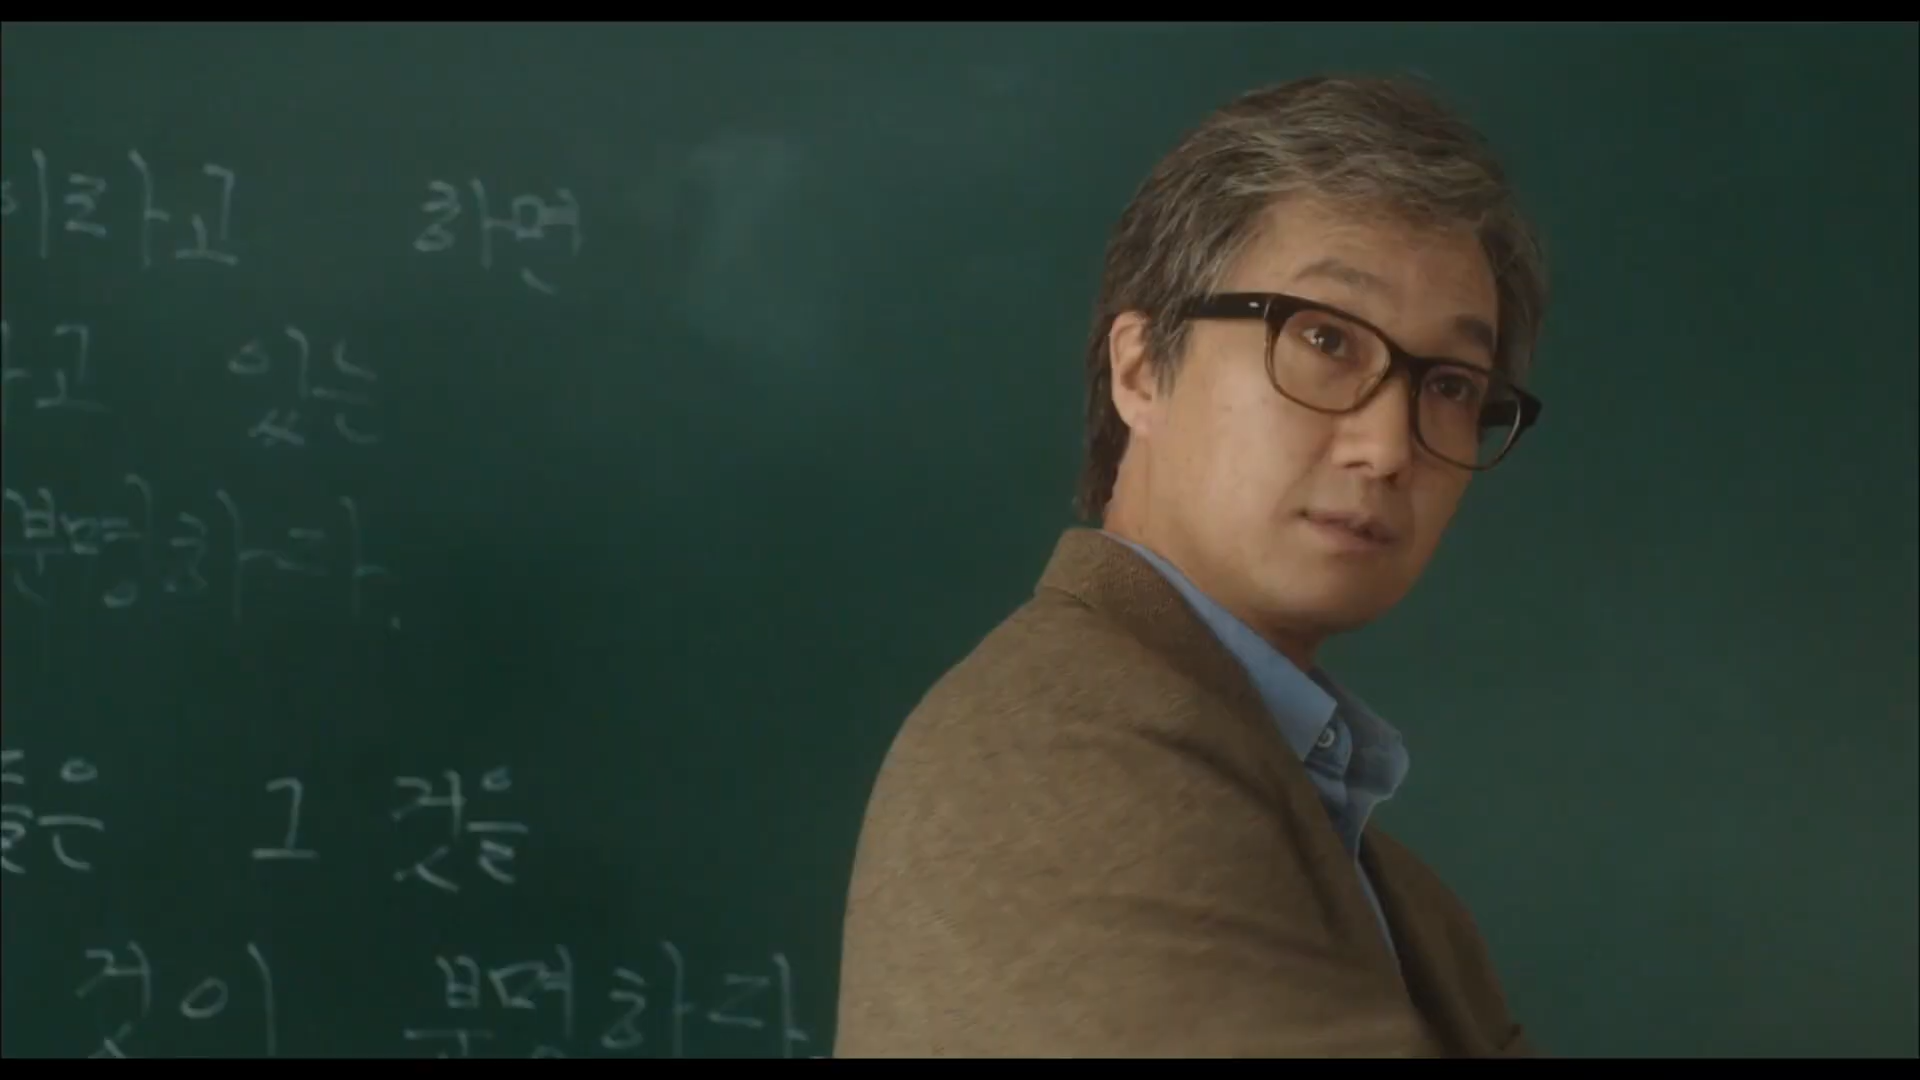 이라고 하면
고 있는
분명하다.
들은 그 것을
것이 분명하다